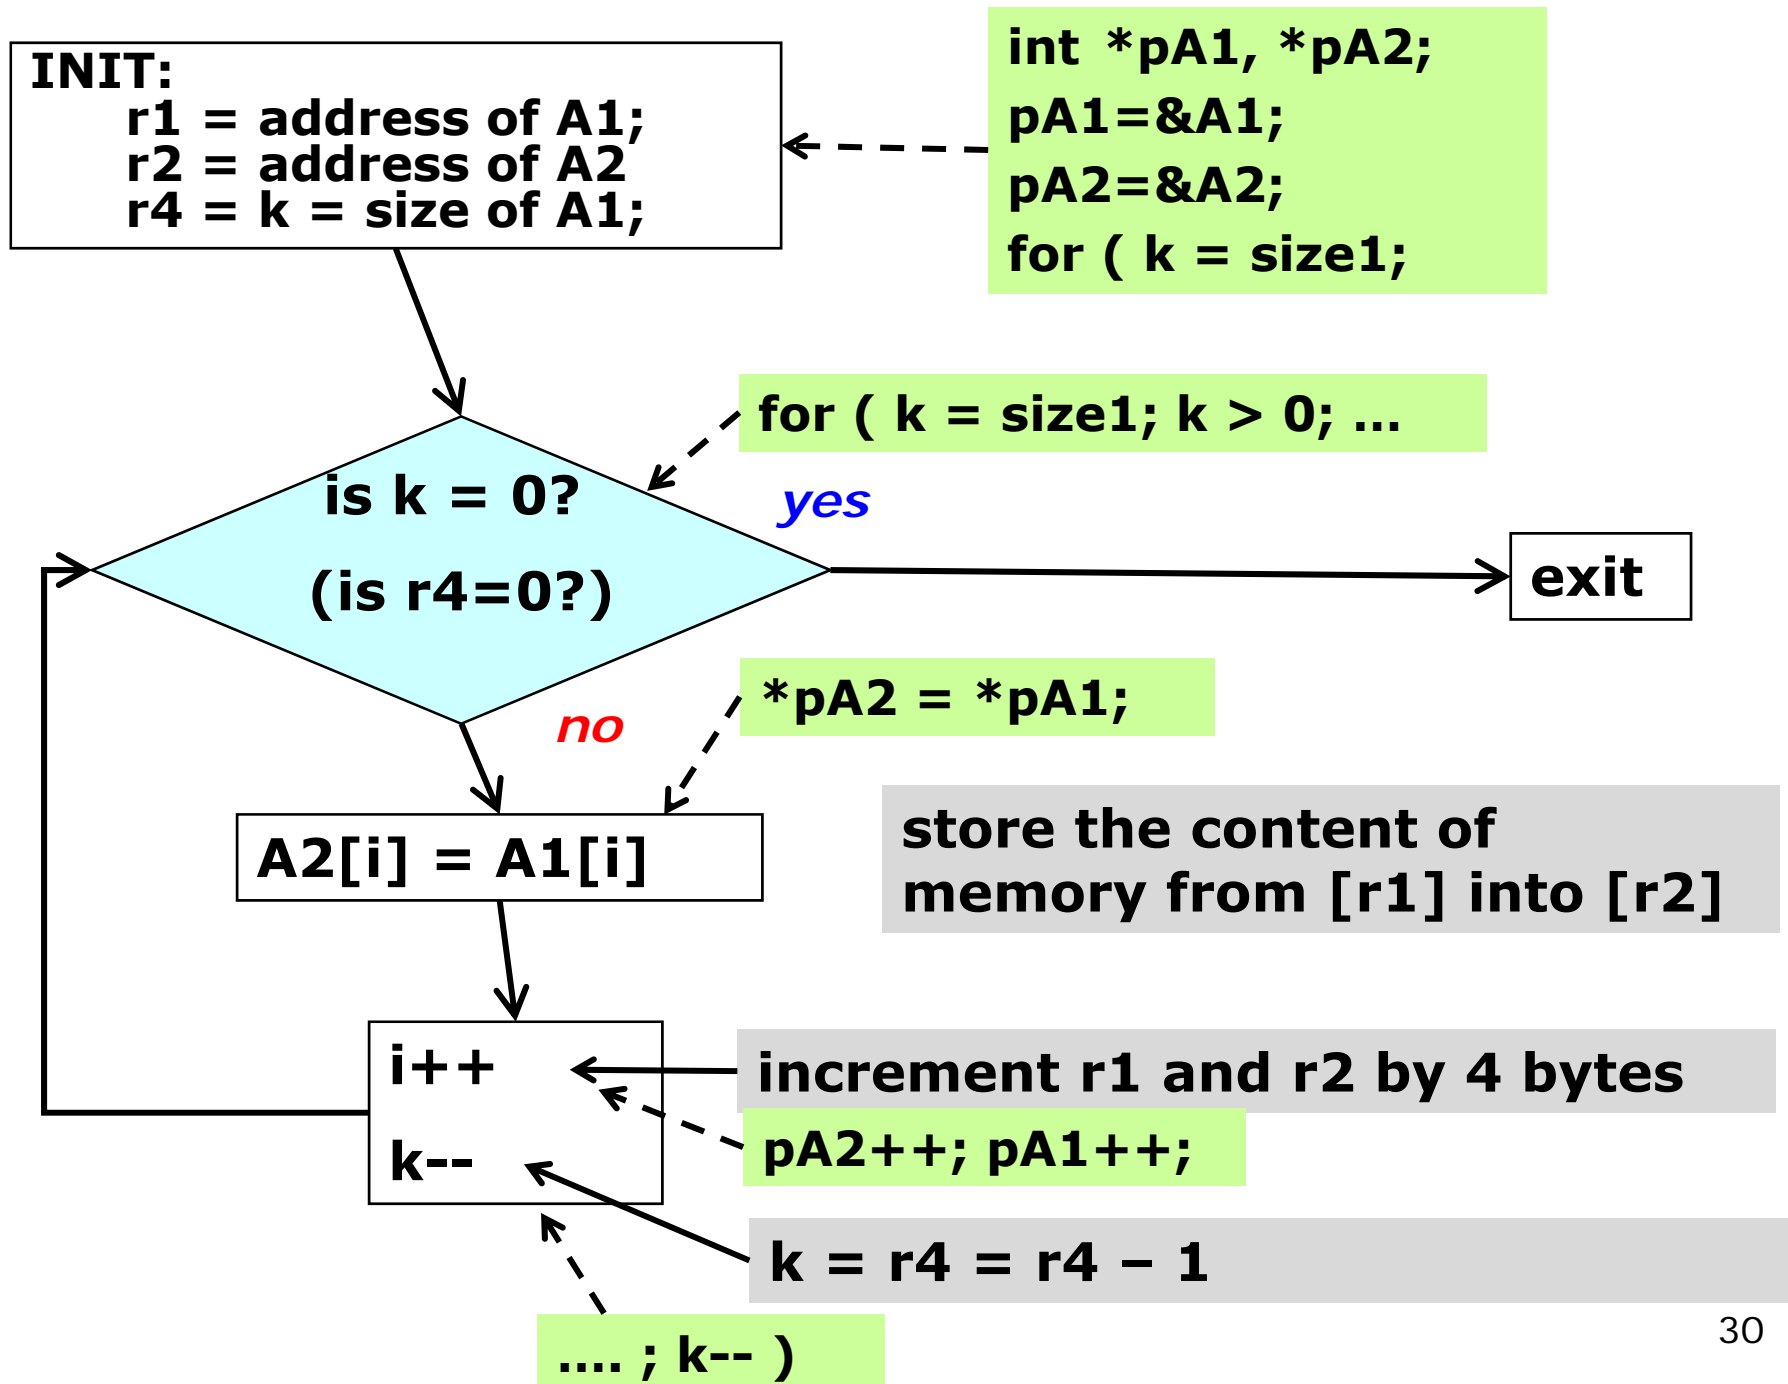 INIT:
r1 = address of A1;
r2 = address of A2
r4 = k = size of A1;
int *pA1, *pA2;
pA1=&A1;
pA2=&A2;
for ( k = size1;
for ( k = size1; k > 0; ...
is k = 0?
(is r4=0?)
yes
exit
no
*pA2 = *pA1;
A2[i] = A1[i]
store the content of
memory from [r1] into [r2]
i++
k--
increment r1 and r2 by 4 bytes
pA2++; pA1++;
k = r4 = r4 – 1
.... ; k-- )
30